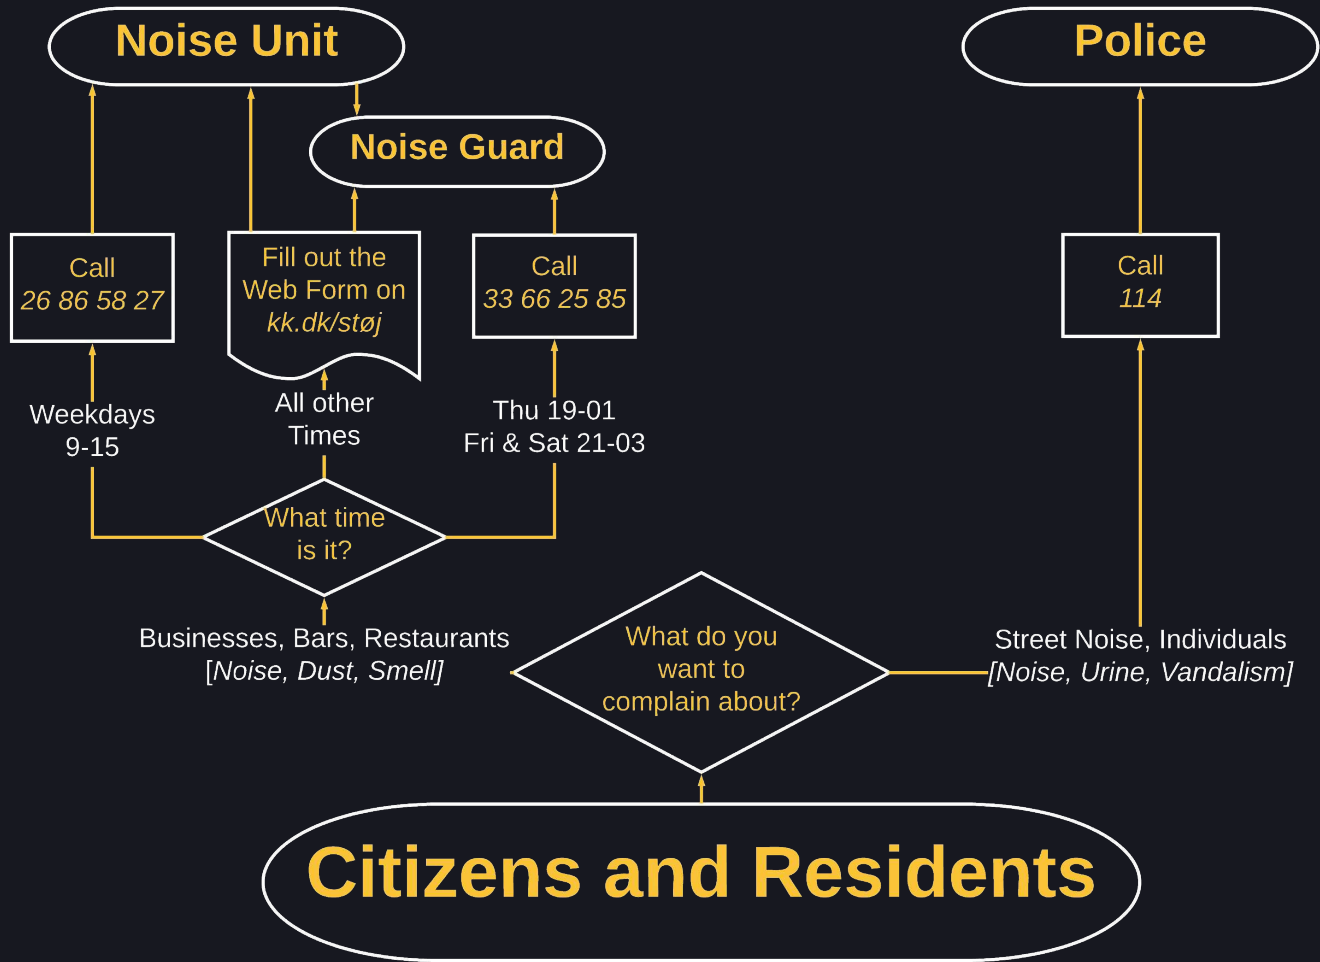 Noise Unit
Police
Noise Guard
Call
26 86 58 27
Fill out the
Web Form on
kk.dk/støj
Call
33 66 25 85
Call
114
Weekdays
9-15
All other
Times
Thu 19-01
Fri & Sat 21-03
What time
is it?
Businesses, Bars, Restaurants
[Noise, Dust, Smell]
What do you
want to
complain about?
Street Noise, Individuals
[Noise, Urine, Vandalism]
Citizens and Residents